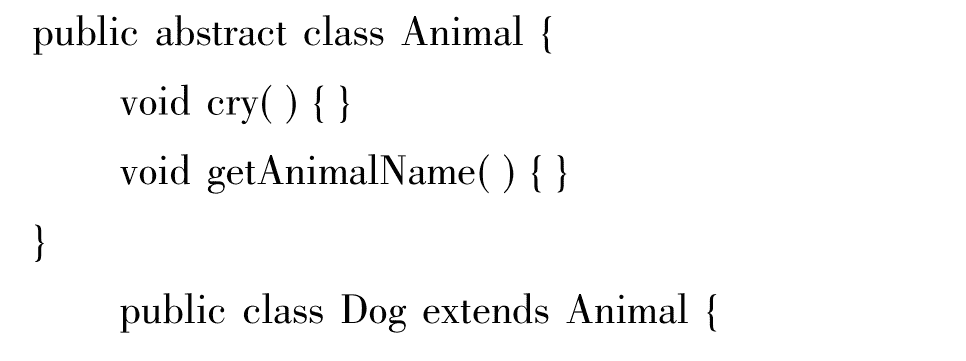 public abstract class Animal {
void cry( ) { }
void getAnimalName( ) { }
}
public class Dog extends Animal {